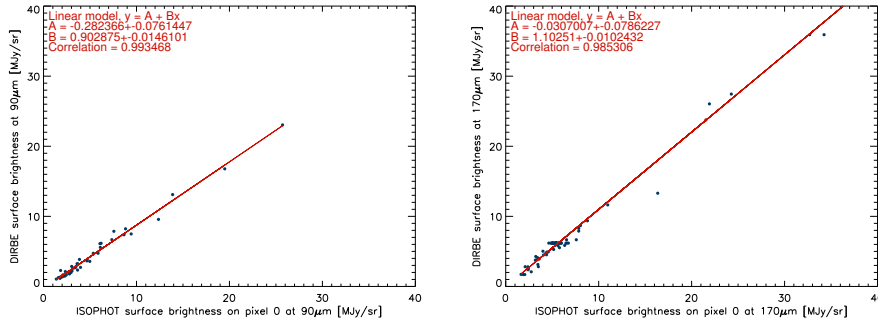 Linear model, y = A + Bx
A = -0.282366+-0.0761447
B = 0.902875+-0.0146101
Correlation = 0.993468
40
30
20
10
0
DIRBE surface brightness at 90μm [MJy/sr]
0 10 20 30 40
ISOPHOT surface brightness on pixel 0 at 90μm [MJy/sr]
Linear model, y = A + Bx
A = -0.0307007+-0.0786227
B = 1.10251+-0.0102432
Correlation = 0.985306
40
30
20
10
0
DIRBE surface brightness at 170μm [MJy/sr]
0 10 20 30 40
ISOPHOT surface brightness on pixel 0 at 170μm [MJy/sr]